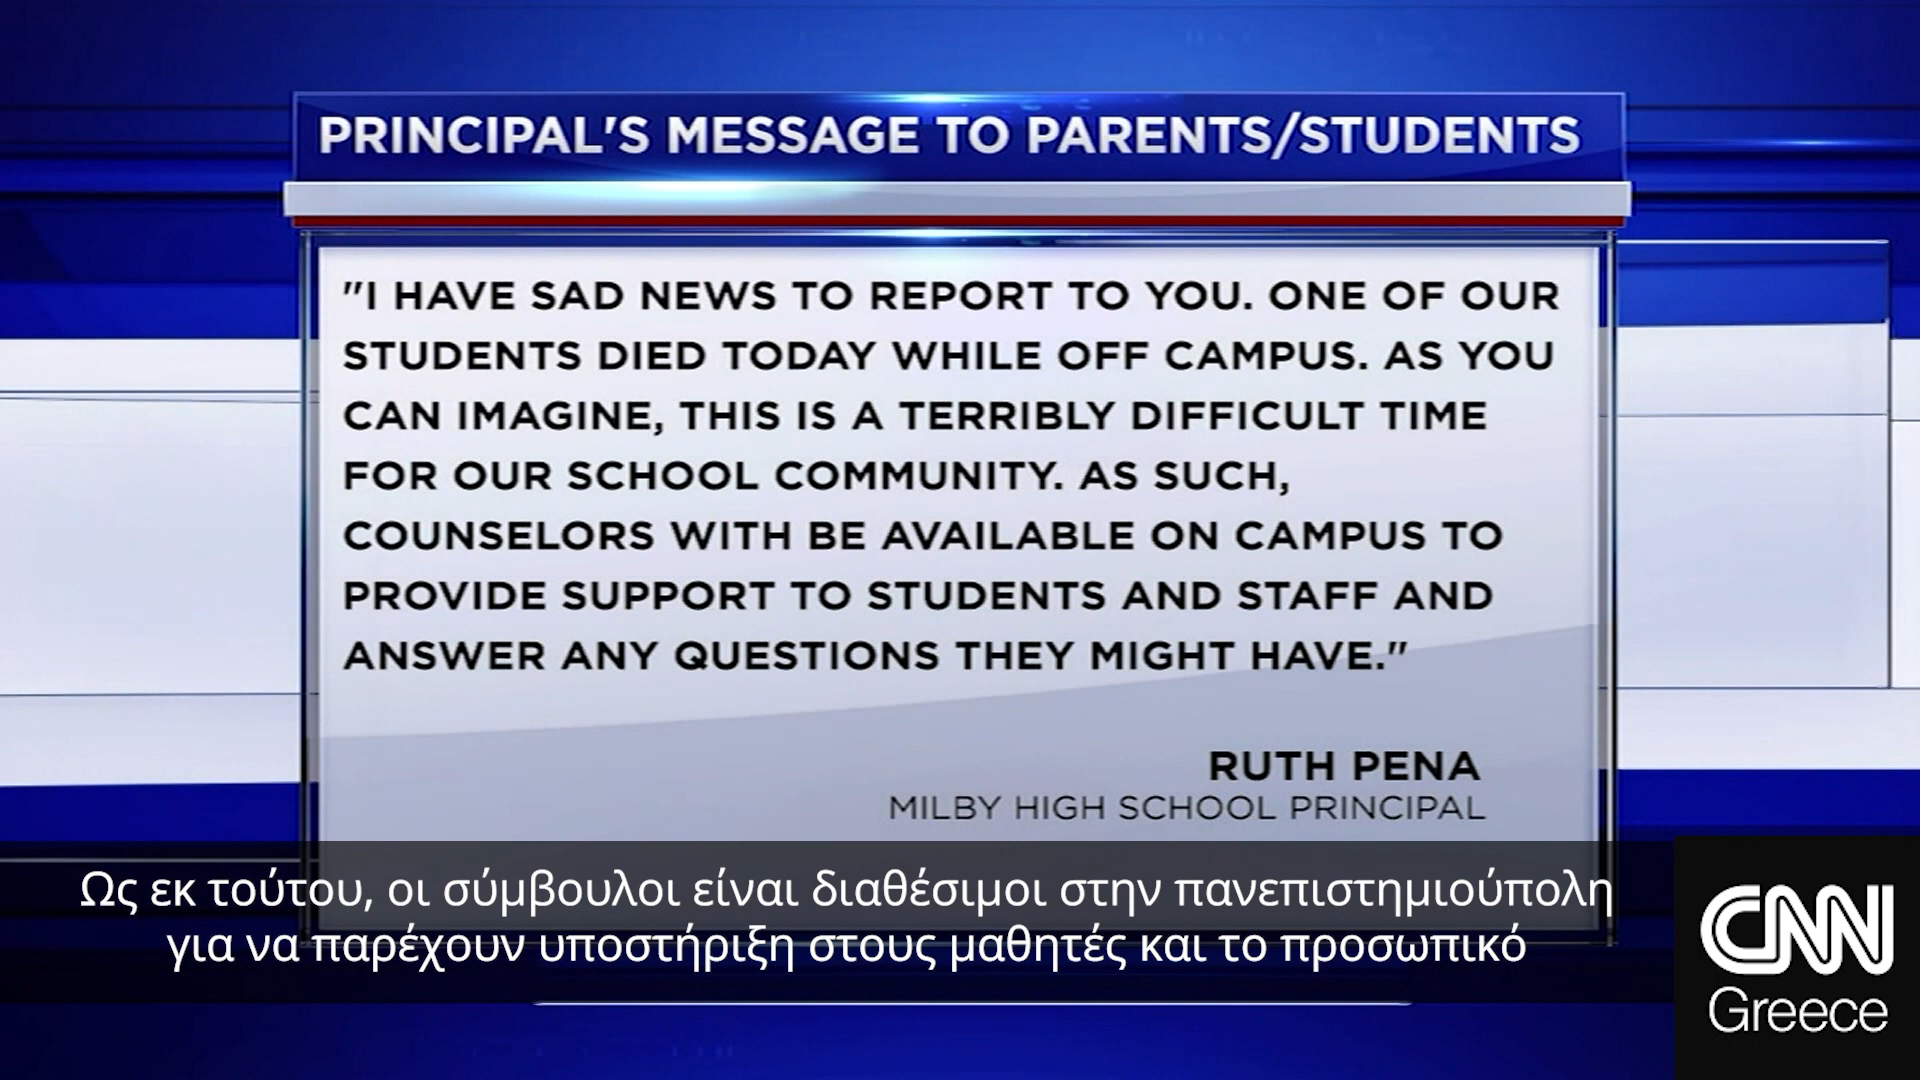 PRINCIPAL'S MESSAGE TO PARENTS/STUDENTS
"I HAVE SAD NEWS TO REPORT TO YOU. ONE OF OUR
STUDENTS DIED TODAY WHILE OFF CAMPUS. AS YOU
CAN IMAGINE, THIS IS A TERRIBLY DIFFICULT TIME
FOR OUR SCHOOL COMMUNITY. AS SUCH,
COUNSELORS WITH BE AVAILABLE ON CAMPUS TO
PROVIDE SUPPORT TO STUDENTS AND STAFF AND
ANSWER ANY QUESTIONS THEY MIGHT HAVE."
RUTH PENA
MILBY HIGH SCHOOL PRINCIPAL
Ως εκ τούτου, οι σύμβουλοι είναι διαθέσιμοι στην πανεπιστημιούπολη
για να παρέχουν υποστήριξη στους μαθητές και το προσωπικό
CNN
Greece